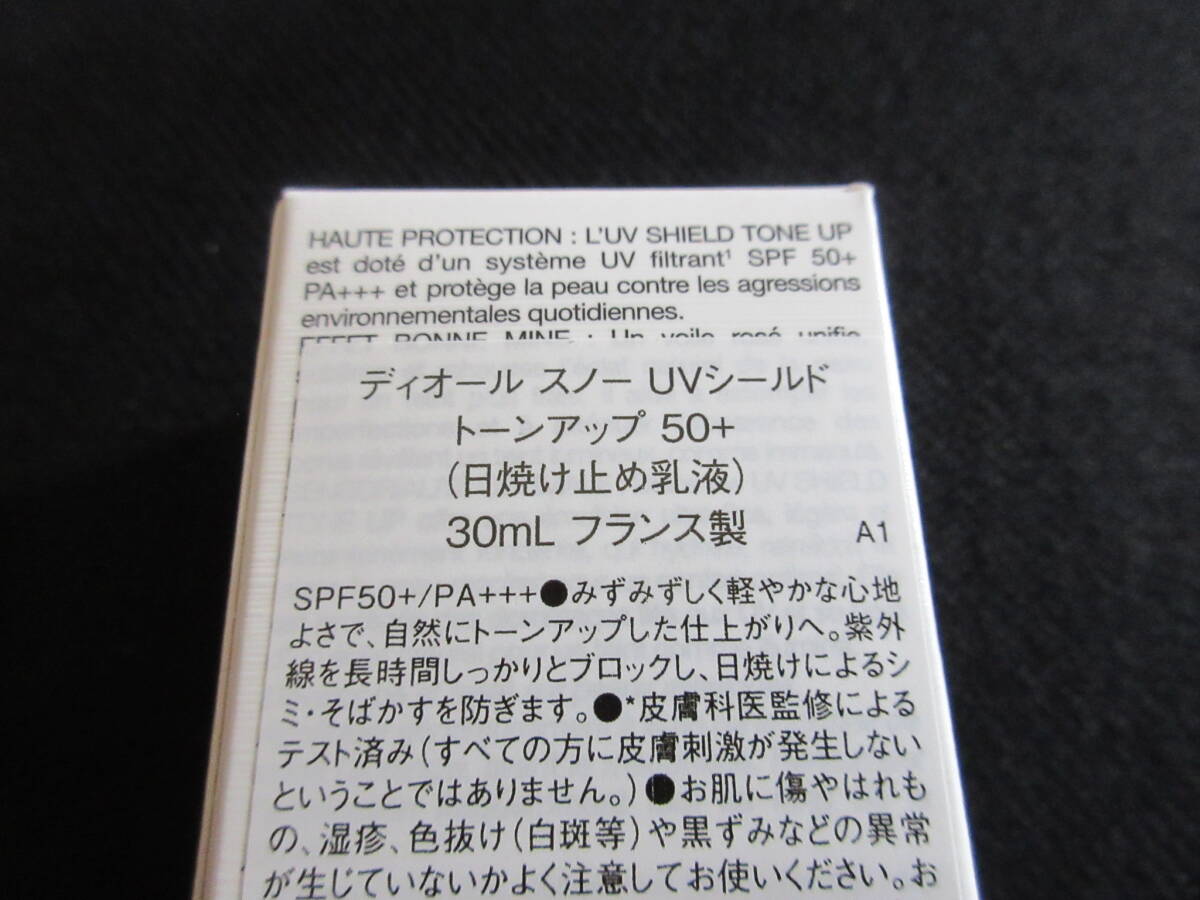 HAUTE PROTECTION : L'UV SHIELD TONE UP
est doté d'un système UV filtrant¹ SPF 50+
PA+++ et protège la peau contre les agressions
environnementales quotidiennes.
EFFET BONNE MINE : Un voile rosé unifie
ディオール スノー UVシールド
トーンアップ 50+
(日焼け止め乳液)
30mL フランス製
A1
SPF50+/PA+++●みずみずしく軽やかな心地
よさで、自然にトーンアップした仕上がりへ。紫外
線を長時間しっかりとブロックし、日焼けによるシ
ミ・そばかすを防ぎます。●*皮膚科医監修による
テスト済み(すべての方に皮膚刺激が発生しない
ということではありません。)●お肌に傷やはれも
の、湿疹、色抜け(白斑等)や黒ずみなどの異常
が生じていないかよく注意してお使いください。お